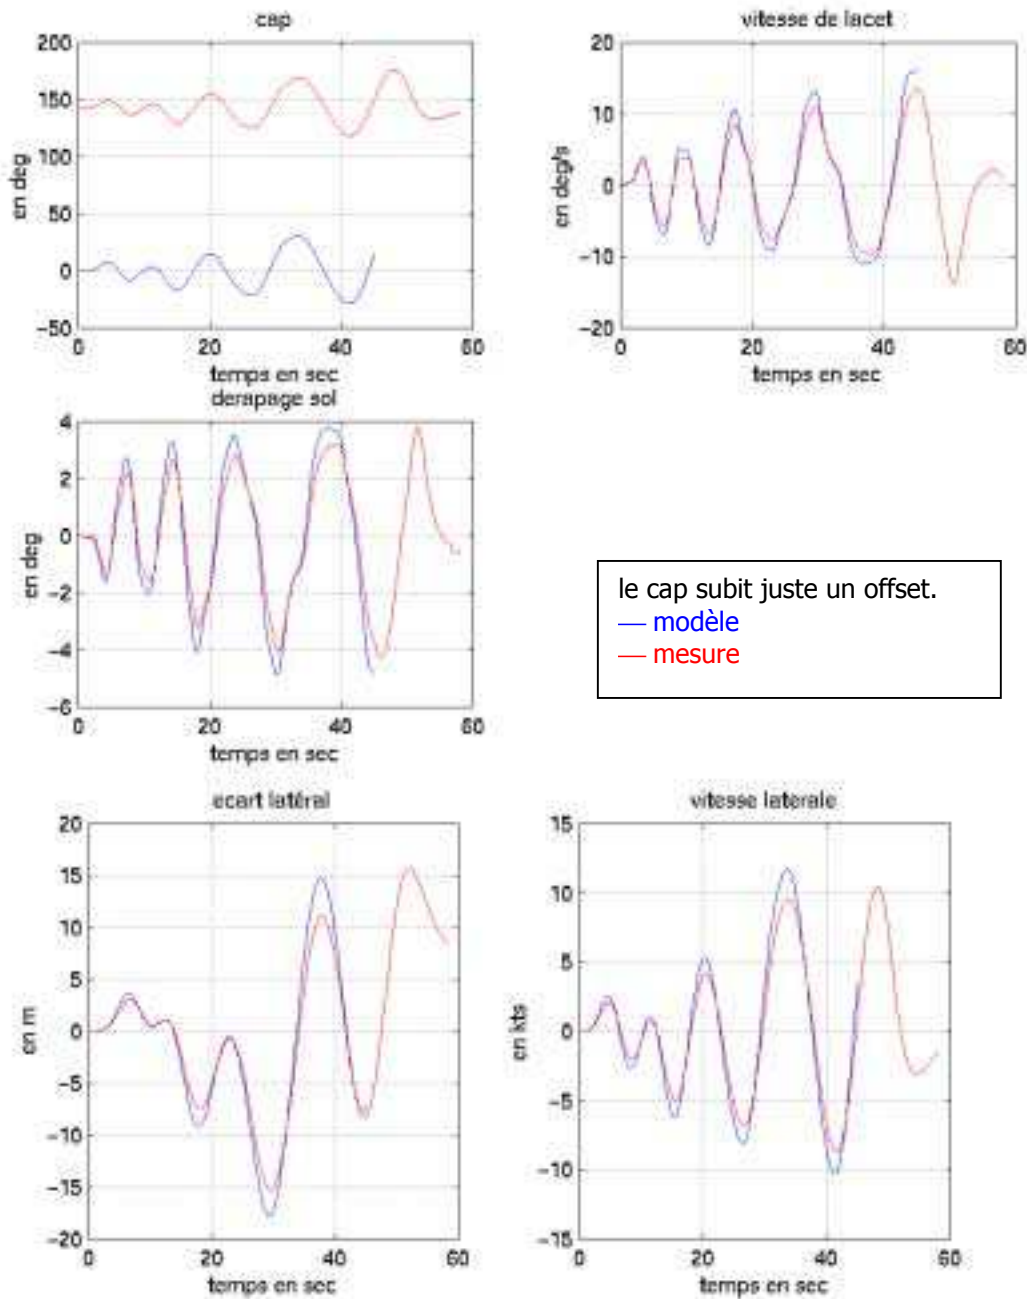 cap
200
150
100
50
0
−50
en deg
0 20 40 60
temps en sec
vitesse de lacet
20
10
0
−10
−20
en deg/s
0 20 40 60
temps en sec
derapage sol
4
2
0
−2
−4
−6
en deg
0 20 40 60
temps en sec
le cap subit juste un offset.
— modèle
— mesure
ecart latéral
20
15
10
5
0
−5
−10
−15
−20
en m
0 20 40 60
temps en sec
vitesse laterale
15
10
5
0
−5
−10
−15
en kts
0 20 40 60
temps en sec